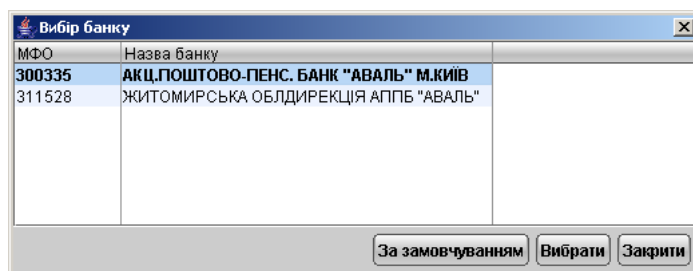 Вибір банку
МФО Назва банку
300335 АКЦ.ПОШТОВО-ПЕНС. БАНК "АВАЛЬ" М.КИЇВ
311528 ЖИТОМИРСЬКА ОБЛДИРЕКЦІЯ АППБ "АВАЛЬ"
За замовчуванням Вибрати Закрити